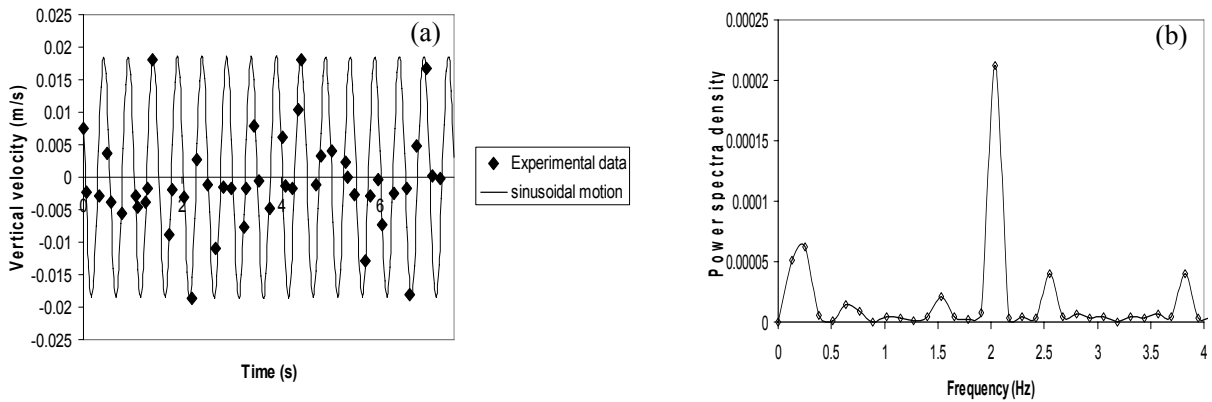 (a)
Vertical velocity (m/s)
0.025
0.02
0.015
0.01
0.005
0
-0.005
-0.01
-0.015
-0.02
-0.025
0
2
4
6
Time (s)
Experimental data
sinusoidal motion
(b)
Power spectra density
0.00025
0.0002
0.00015
0.0001
0.00005
0
0 0.5 1 1.5 2 2.5 3 3.5 4
Frequency (Hz)